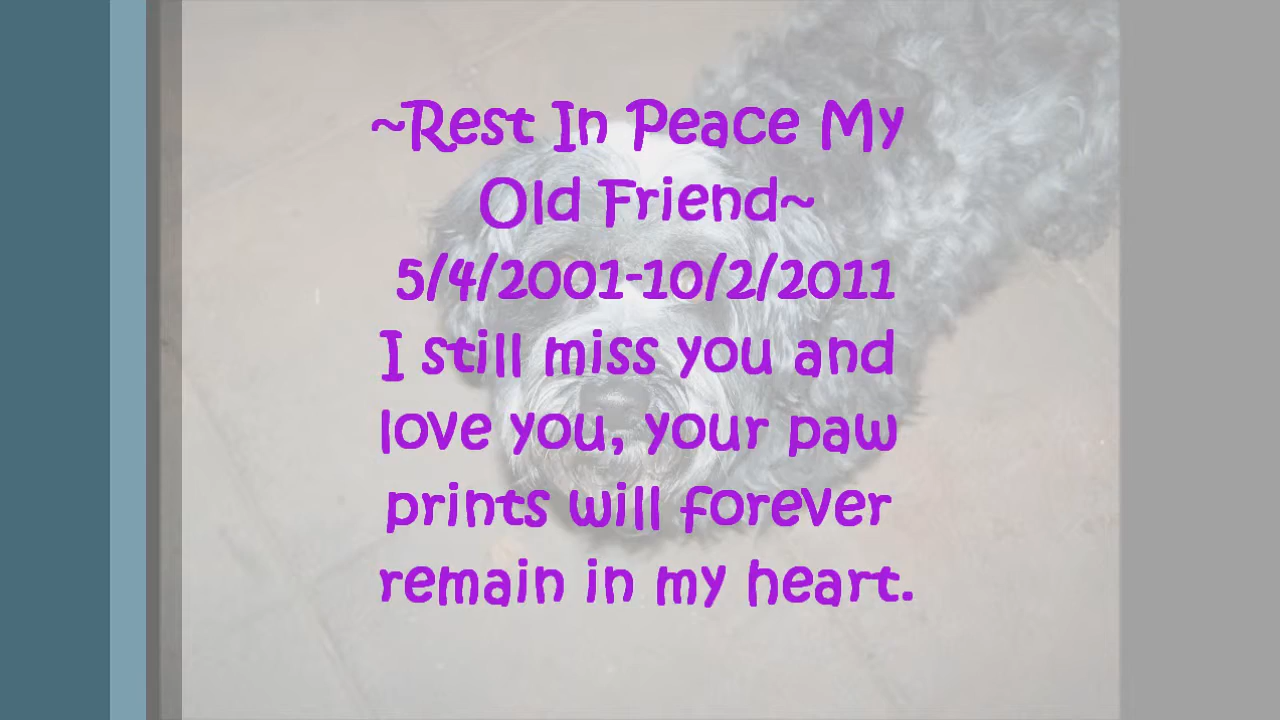 ~Rest In Peace My
Old Friend~
5/4/2001-10/2/2011
I still miss you and
love you, your paw
prints will forever
remain in my heart.